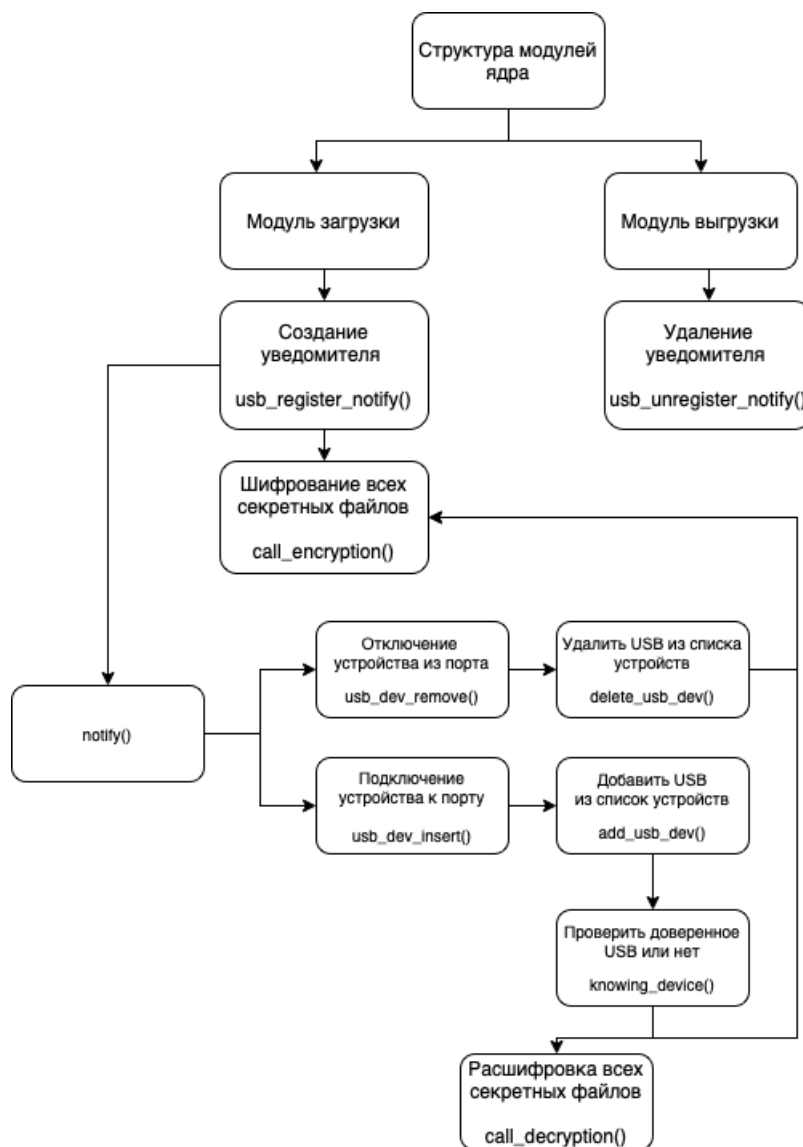 Структура модулей
ядра
Модуль загрузки
Модуль выгрузки
Создание
уведомителя
usb_register_notify()
Удаление
уведомителя
usb_unregister_notify()
Шифрование всех
секретных файлов
call_encryption()
Отключение
устройства из порта
usb_dev_remove()
Удалить USB из списка
устройств
delete_usb_dev()
notify()
Подключение
устройства к порту
usb_dev_insert()
Добавить USB
из список устройств
add_usb_dev()
Проверить доверенное
USB или нет
knowing_device()
Расшифровка всех
секретных файлов
call_decryption()